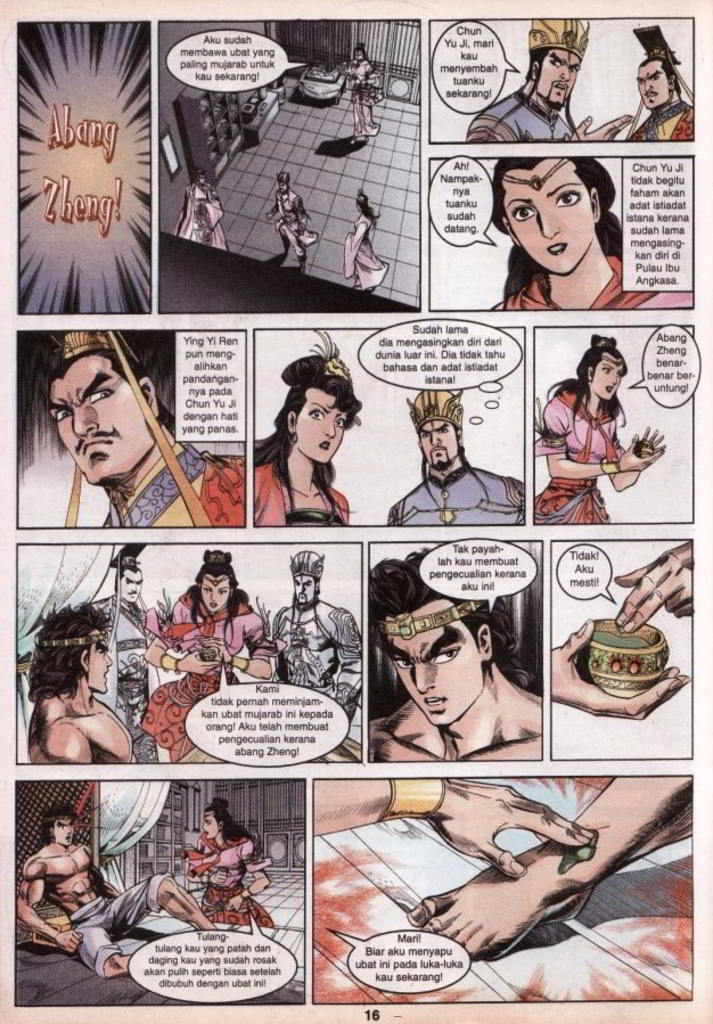 Abang
Zheng!
Aku sudah
membawa ubat yang
paling mujarab untuk
kau sekarang!
Chun
Yu Ji, mari
kau
menyembah
tuanku
sekarang!
Ah!
Nampak-
nya
tuanku
sudah
datang.
Chun Yu Ji
tidak begitu
faham akan
adat istiadat
istana kerana
sudah lama
mengasing-
kan diri di
Pulau Ibu
Angkasa.
Ying Yi Ren
pun meng-
alihkan
pandangan-
nya pada
Chun Yu Ji
dengan hati
yang panas.
Sudah lama
dia mengasingkan diri dari
dunia luar ini. Dia tidak tahu
bahasa dan adat istiadat
istana!
Abang
Zheng
benar-
benar ber-
untung!
Kami
tidak pernah meminjam-
kan ubat mujarab ini kepada
orang! Aku telah membuat
pengecualian kerana
abang Zheng!
Tak payah-
lah kau membuat
pengecualian kerana
aku ini!
Tidak!
Aku
mesti!
Tulang-
tulang kau yang patah dan
daging kau yang sudah rosak
akan pulih seperti biasa setelah
dibubuh dengan ubat ini!
Mari!
Biar aku menyapu
ubat ini pada luka-luka
kau sekarang!
16